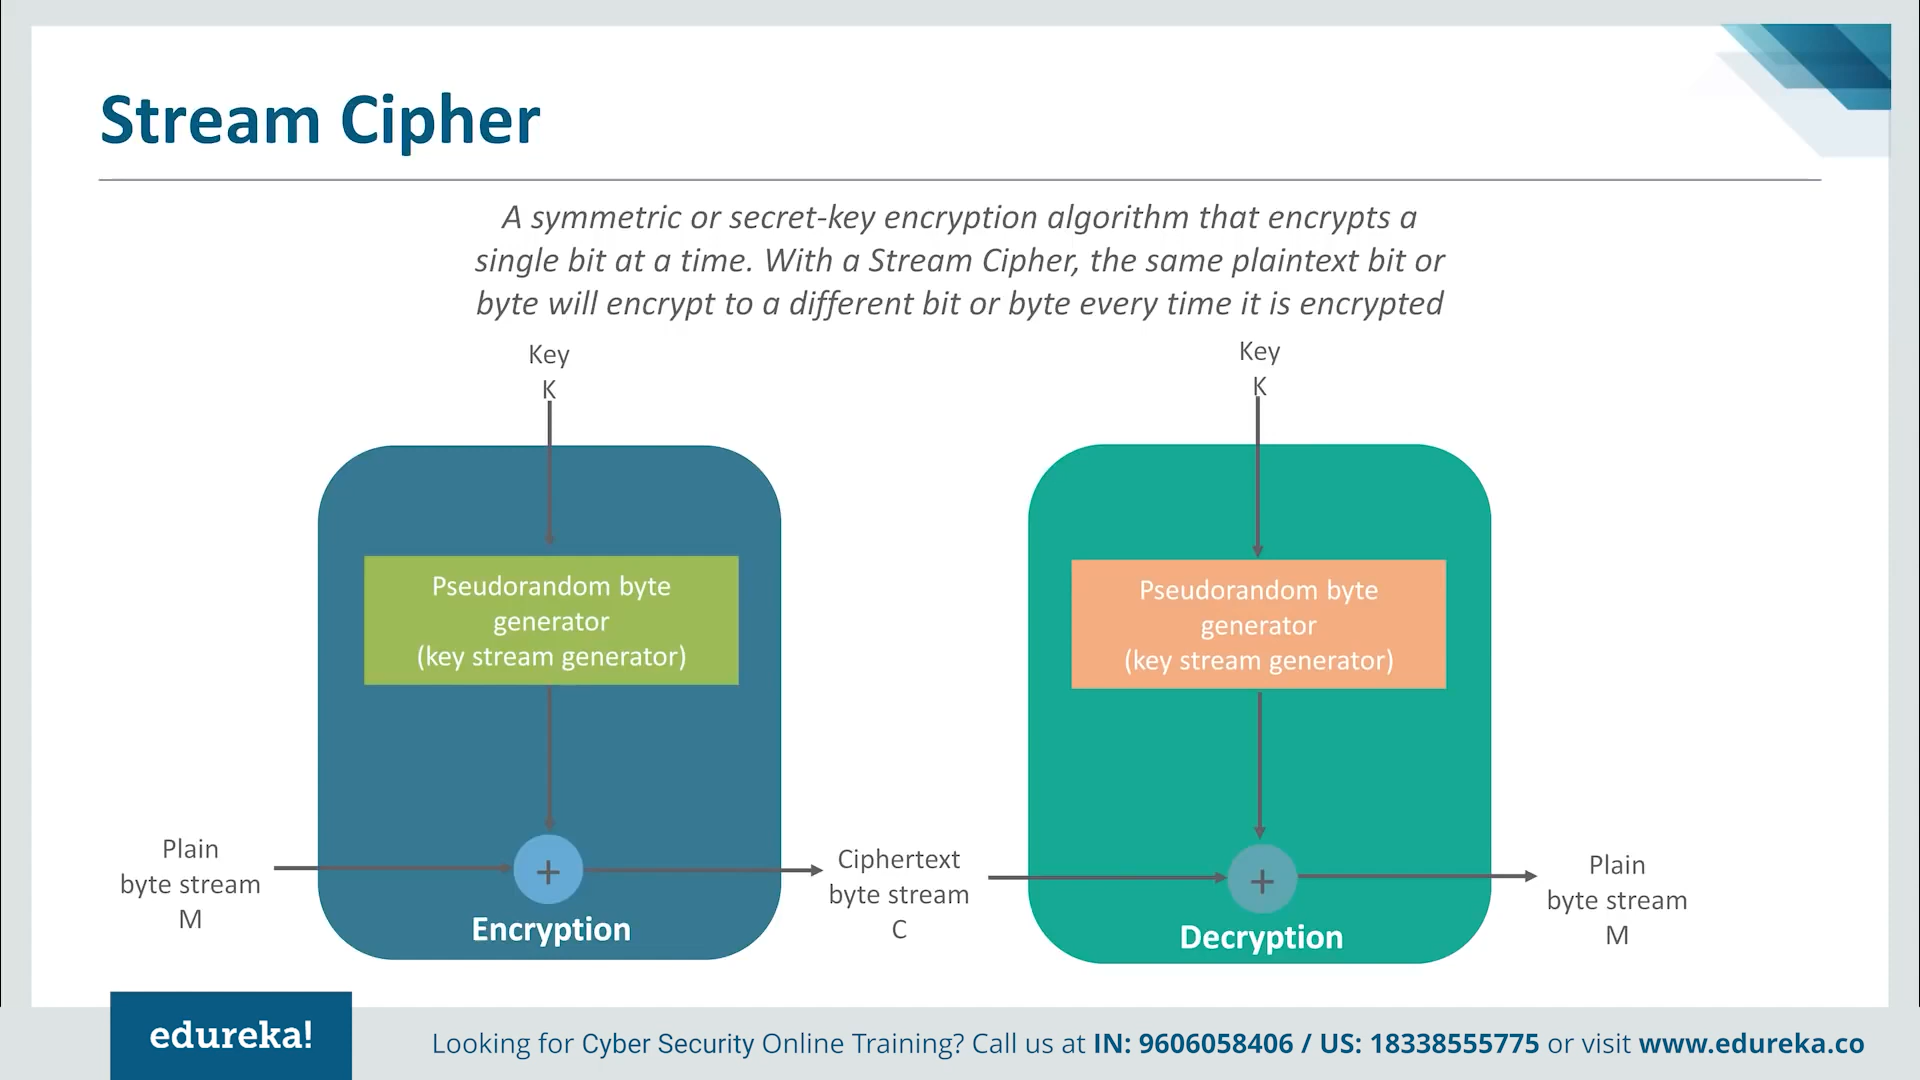 Stream Cipher
A symmetric or secret-key encryption algorithm that encrypts a
single bit at a time. With a Stream Cipher, the same plaintext bit or
byte will encrypt to a different bit or byte every time it is encrypted
Key
K
Key
K
Pseudorandom byte
generator
(key stream generator)
Pseudorandom byte
generator
(key stream generator)
Plain
byte stream
M
+
Encryption
Ciphertext
byte stream
C
+
Decryption
Plain
byte stream
M
edureka!
Looking for Cyber Security Online Training? Call us at IN: 9606058406 / US: 18338555775 or visit www.edureka.co